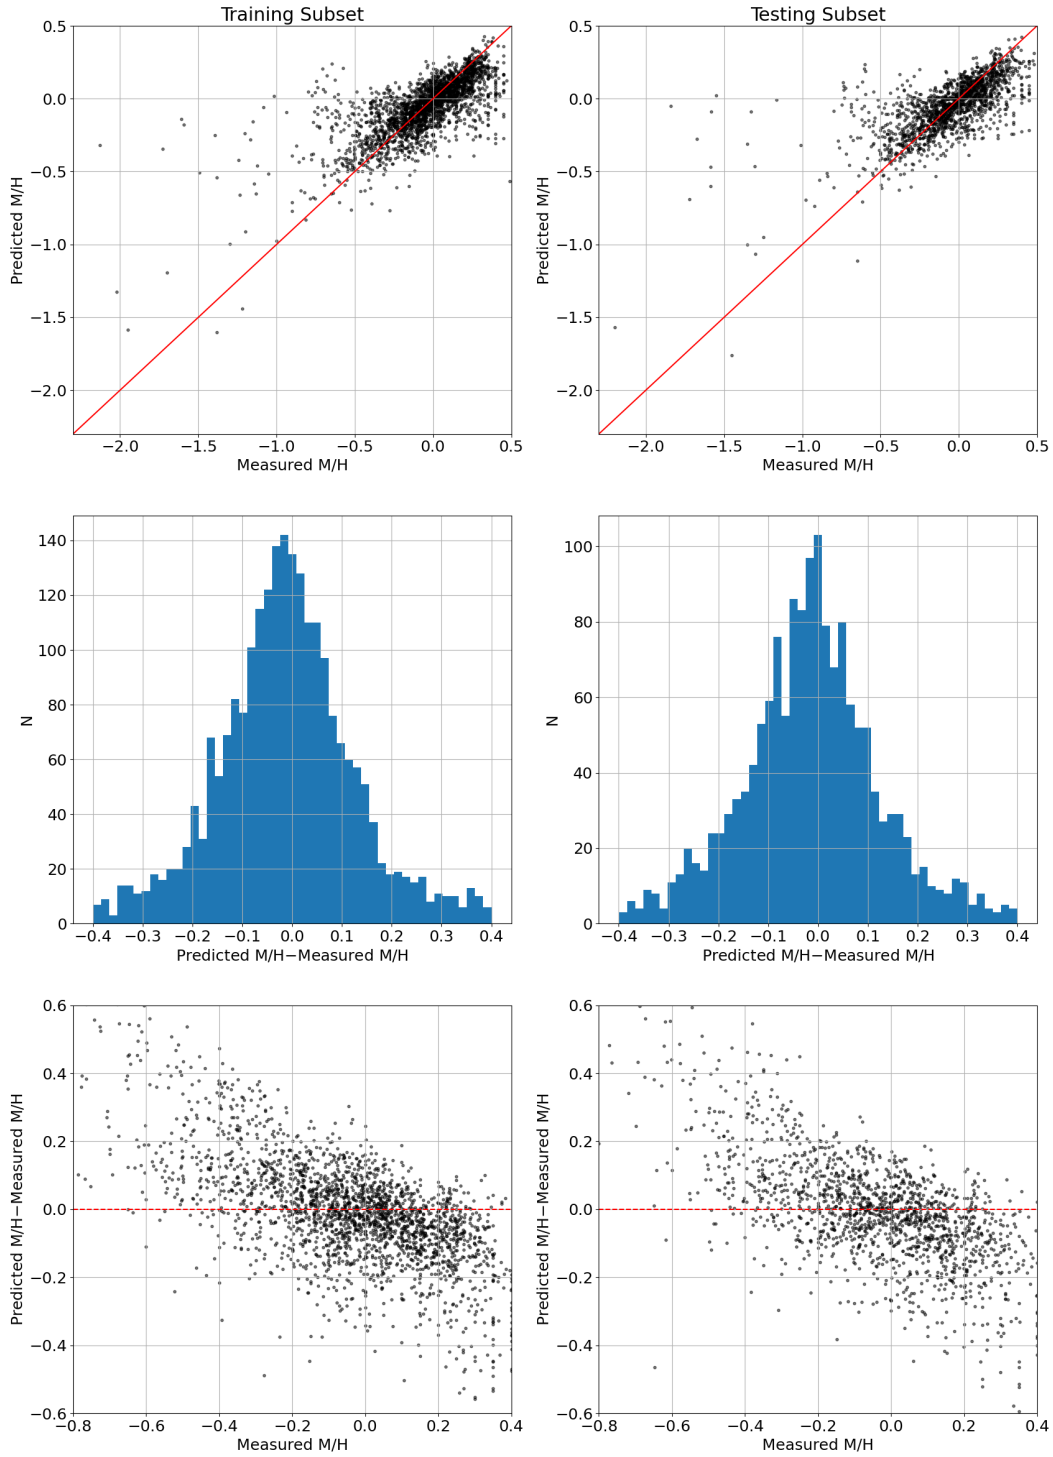 Training Subset
0.5
0.0
−0.5
−1.0
−1.5
−2.0
Predicted M/H
−2.0 −1.5 −1.0 −0.5 0.0 0.5
Measured M/H
Testing Subset
0.5
0.0
−0.5
−1.0
−1.5
−2.0
Predicted M/H
−2.0 −1.5 −1.0 −0.5 0.0 0.5
Measured M/H
140
120
100
80
60
40
20
0
N
−0.4 −0.3 −0.2 −0.1 0.0 0.1 0.2 0.3 0.4
Predicted M/H−Measured M/H
100
80
60
40
20
0
N
−0.4 −0.3 −0.2 −0.1 0.0 0.1 0.2 0.3 0.4
Predicted M/H−Measured M/H
0.6
0.4
0.2
0.0
−0.2
−0.4
−0.6
Predicted M/H−Measured M/H
−0.8 −0.6 −0.4 −0.2 0.0 0.2 0.4
Measured M/H
0.6
0.4
0.2
0.0
−0.2
−0.4
−0.6
Predicted M/H−Measured M/H
−0.8 −0.6 −0.4 −0.2 0.0 0.2 0.4
Measured M/H